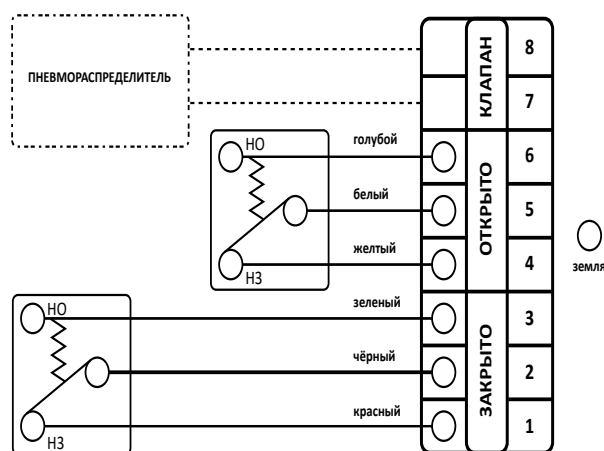 ПНЕВМОРАСПРЕДЕЛИТЕЛЬ
КЛАПАН
8
7
НО
голубой
6
белый
ОТКРЫТО
5
желтый
4
НЗ
земля
НО
зеленый
3
чёрный
ЗАКРЫТО
2
красный
1
НЗ